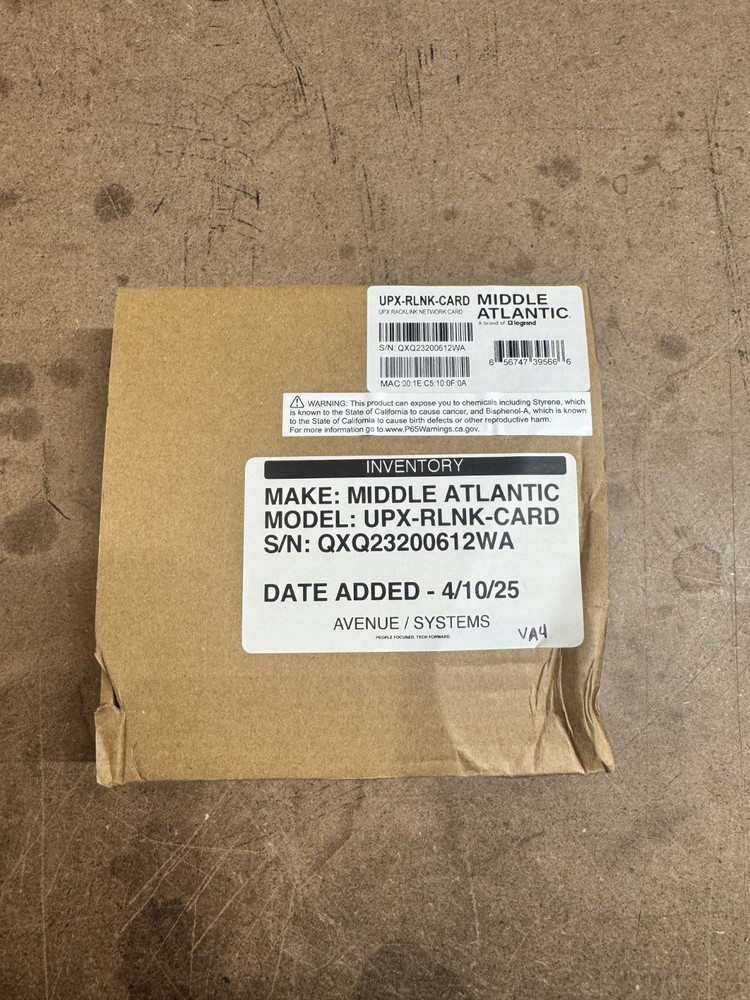 UPX-RLNK-CARD
UPX RACKLINK NETWORK CARD
S/N: QXQ23200612WA
MAC:00:1E:C5:10:0F:0A
MIDDLE
ATLANTIC
A brand of legrand
6 56747 39566 6
WARNING: This product can expose you to chemicals including Styrene, which
is known to the State of California to cause cancer, and Bisphenol-A, which is known
to the State of California to cause birth defects or other reproductive harm.
For more information go to www.P65Warnings.ca.gov.
INVENTORY
MAKE: MIDDLE ATLANTIC
MODEL: UPX-RLNK-CARD
S/N: QXQ23200612WA
DATE ADDED - 4/10/25
AVENUE / SYSTEMS
PEOPLE FOCUSED. TECH FORWARD.
VA4